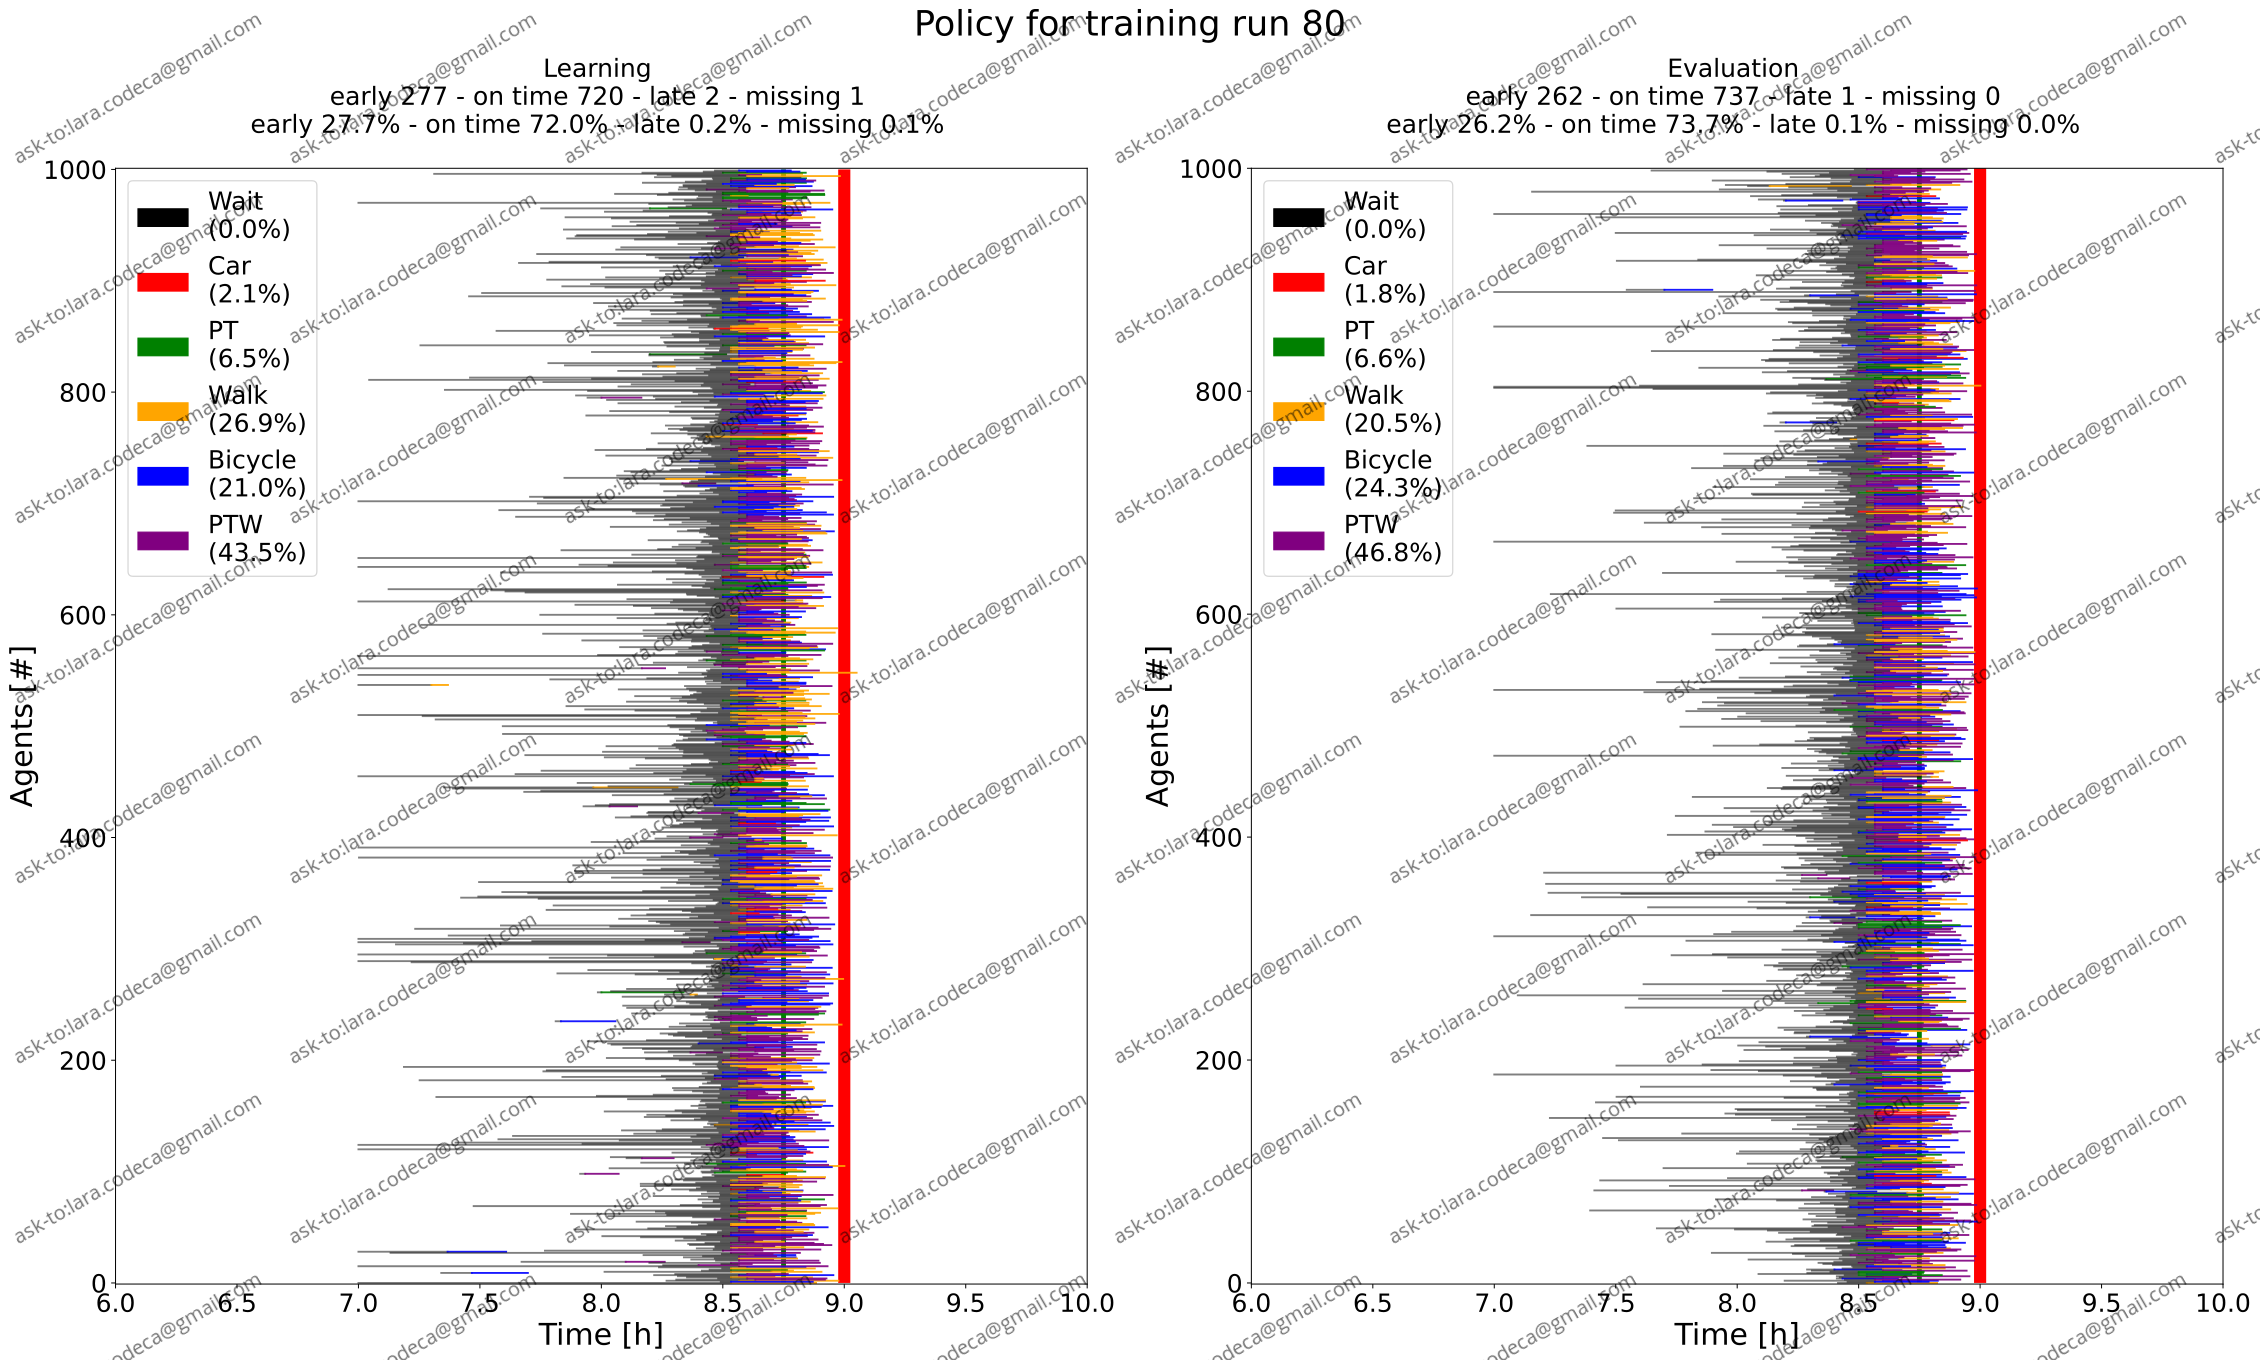 Policy for training run 80
Learning
early 277 - on time 720 - late 2 - missing 1
early 27.7% - on time 72.0% - late 0.2% - missing 0.1%
1000
800
600
400
200
0
Agents [#]
Wait
(0.0%)
Car
(2.1%)
PT
(6.5%)
Walk
(26.9%)
Bicycle
(21.0%)
PTW
(43.5%)
6.0 6.5 7.0 7.5 8.0 8.5 9.0 9.5 10.0
Time [h]
Evaluation
early 262 - on time 737 - late 1 - missing 0
early 26.2% - on time 73.7% - late 0.1% - missing 0.0%
1000
800
600
400
200
0
Agents [#]
Wait
(0.0%)
Car
(1.8%)
PT
(6.6%)
Walk
(20.5%)
Bicycle
(24.3%)
PTW
(46.8%)
6.0 6.5 7.0 7.5 8.0 8.5 9.0 9.5 10.0
Time [h]
ask-to:lara.codeca@gmail.com